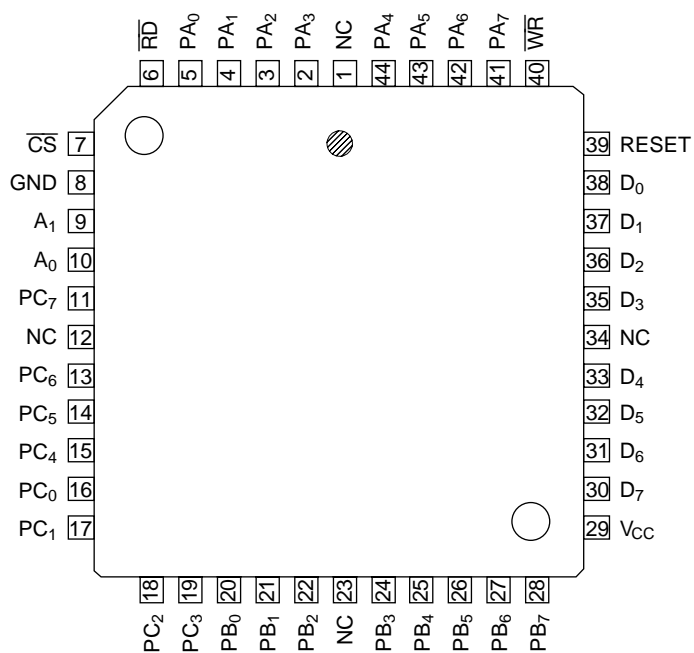 R̅D̅ PA₀ PA₁ PA₂ PA₃ NC PA₄ PA₅ PA₆ PA₇ W̅R̅
6 5 4 3 2 1 44 43 42 41 40
C̅S̅ 7
39 RESET
GND 8
38 D₀
A₁ 9
37 D₁
A₀ 10
36 D₂
PC₇ 11
35 D₃
NC 12
34 NC
PC₆ 13
33 D₄
PC₅ 14
32 D₅
PC₄ 15
31 D₆
PC₀ 16
30 D₇
PC₁ 17
29 V_CC
18 19 20 21 22 23 24 25 26 27 28
PC₂ PC₃ PB₀ PB₁ PB₂ NC PB₃ PB₄ PB₅ PB₆ PB₇